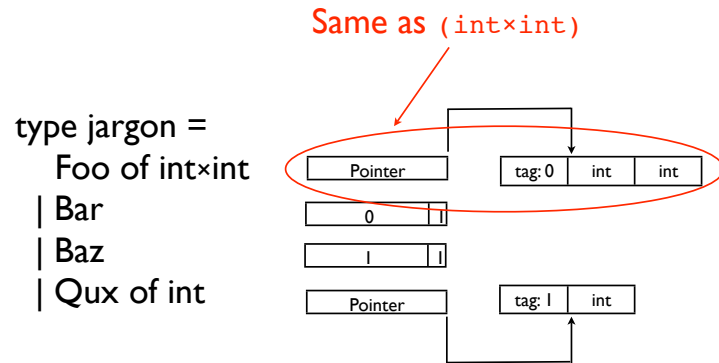 Same as (int×int)
type jargon =
Foo of int×int
Pointer
tag: 0
int
int
| Bar
0
1
| Baz
1
1
| Qux of int
Pointer
tag: 1
int